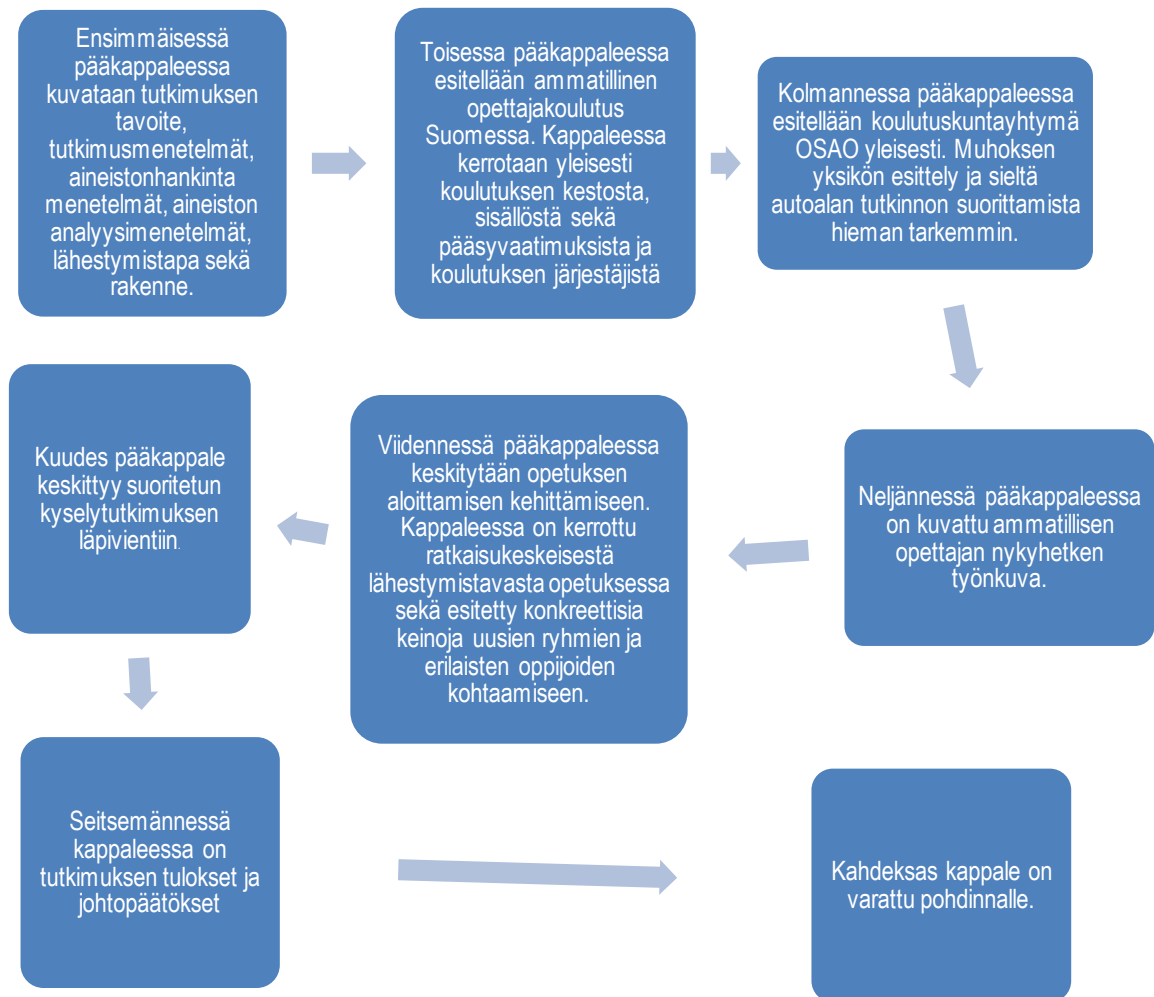 Ensimmäisessä
pääkappaleessa
kuvataan tutkimuksen
tavoite,
tutkimusmenetelmät,
aineistonhankinta
menetelmät, aineiston
analyysimenetelmät,
lähestymistapa sekä
rakenne.
Toisessa pääkappaleessa
esitellään ammatillinen
opettajakoulutus
Suomessa. Kappaleessa
kerrotaan yleisesti
koulutuksen kestosta,
sisällöstä sekä
pääsyvaatimuksista ja
koulutuksen järjestäjistä
Kolmannessa pääkappaleessa
esitellään koulutuskuntayhtymä
OSAO yleisesti. Muhoksen
yksikön esittely ja sieltä
autoalan tutkinnon suorittamista
hieman tarkemmin.
Neljännessä pääkappaleessa
on kuvattu ammatillisen
opettajan nykyhetken
työnkuva.
Viidennessä pääkappaleessa
keskitytään opetuksen
aloittamisen kehittämiseen.
Kappaleessa on kerrottu
ratkaisukeskeisestä
lähestymistavasta opetuksessa
sekä esitetty konkreettisia
keinoja uusien ryhmien ja
erilaisten oppijoiden
kohtaamiseen.
Kuudes pääkappale
keskittyy suoritetun
kyselytutkimuksen
läpivientiin.
Seitsemännessä
kappaleessa on
tutkimuksen tulokset ja
johtopäätökset
Kahdeksas kappale on
varattu pohdinnalle.